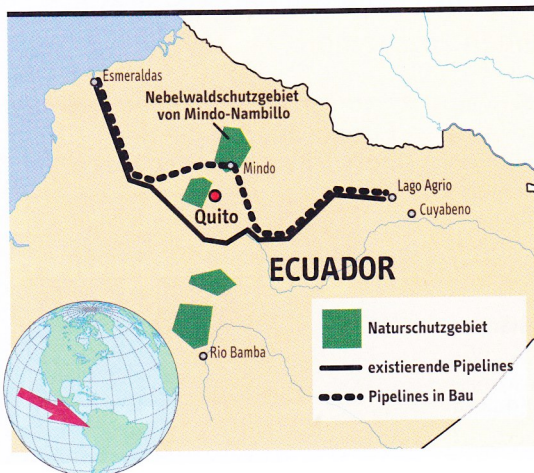 Esmeraldas
Nebelwaldschutzgebiet
von Mindo-Nambillo
Mindo
Lago Agrio
Quito
Cuyabeno
ECUADOR
Naturschutzgebiet
Rio Bamba
existierende Pipelines
Pipelines in Bau